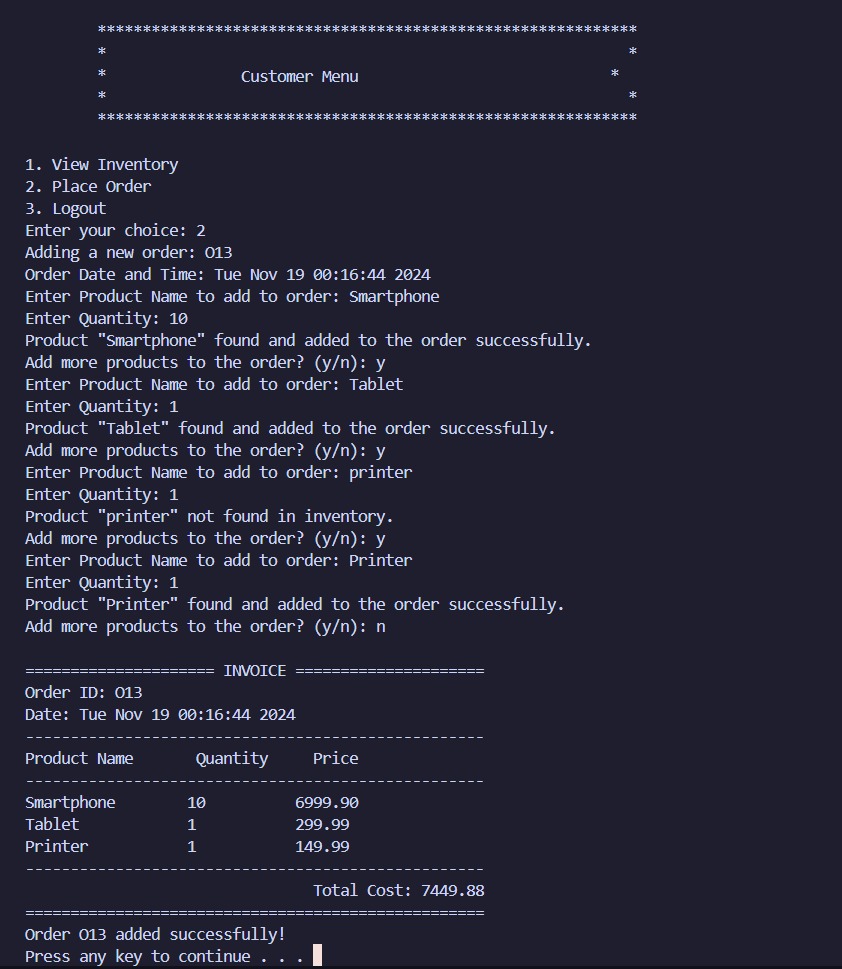 ************************************************************
*                                                          *
*               Customer Menu                            *
*                                                          *
************************************************************
1. View Inventory
2. Place Order
3. Logout
Enter your choice: 2
Adding a new order: O13
Order Date and Time: Tue Nov 19 00:16:44 2024
Enter Product Name to add to order: Smartphone
Enter Quantity: 10
Product "Smartphone" found and added to the order successfully.
Add more products to the order? (y/n): y
Enter Product Name to add to order: Tablet
Enter Quantity: 1
Product "Tablet" found and added to the order successfully.
Add more products to the order? (y/n): y
Enter Product Name to add to order: printer
Enter Quantity: 1
Product "printer" not found in inventory.
Add more products to the order? (y/n): y
Enter Product Name to add to order: Printer
Enter Quantity: 1
Product "Printer" found and added to the order successfully.
Add more products to the order? (y/n): n
===================== INVOICE =====================
Order ID: O13
Date: Tue Nov 19 00:16:44 2024
---------------------------------------------------
Product Name       Quantity     Price
---------------------------------------------------
Smartphone        10          6999.90
Tablet            1           299.99
Printer           1           149.99
---------------------------------------------------
                                Total Cost: 7449.88
===================================================
Order O13 added successfully!
Press any key to continue . . .